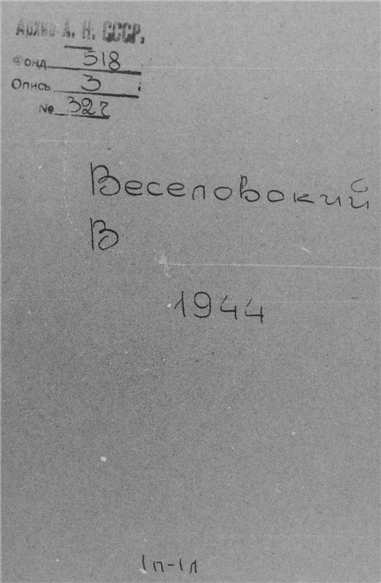 Архив А. Н. СССР.
Фонд 518
Опись 3
№ 327
Веселовский
В
1944
1п-1л